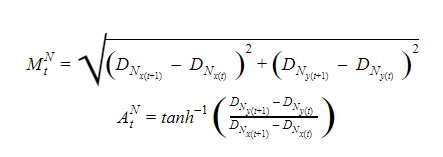 M_t^N = √((D_{N_{x(t+1)}} − D_{N_{x(t)}})^2 + (D_{N_{y(t+1)}} − D_{N_{y(t)}})^2)
A_t^N = tanh^{-1} ((D_{N_{y(t+1)}} − D_{N_{y(t)}}) / (D_{N_{x(t+1)}} − D_{N_{x(t)}}))